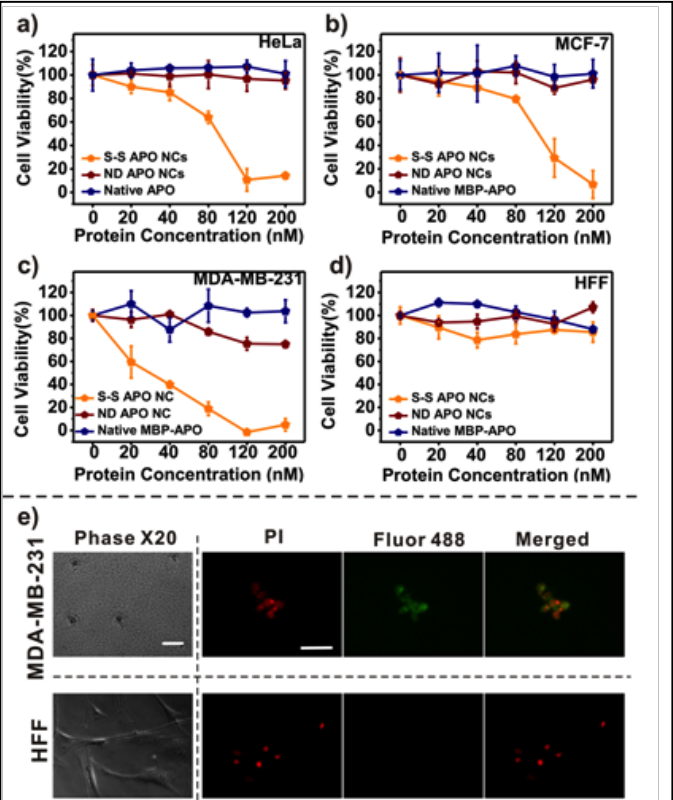 a)
HeLa
Cell Viability(%)
120
100
80
60
40
20
0
S-S APO NCs
ND APO NCs
Native APO
0 20 40 80 120 200
Protein Concentration (nM)
b)
MCF-7
Cell Viability(%)
120
100
80
60
40
20
0
S-S APO NCs
ND APO NCs
Native MBP-APO
0 20 40 80 120 200
Protein Concentration (nM)
c)
MDA-MB-231
Cell Viability(%)
120
100
80
60
40
20
0
S-S APO NC
ND APO NC
Native MBP-APO
0 20 40 80 120 200
Protein Concentration (nM)
d)
HFF
Cell Viability(%)
120
100
80
60
40
20
0
S-S APO NCs
ND APO NCs
Native MBP-APO
0 20 40 80 120 200
Protein Concentration (nM)
e)
Phase X20 PI Fluor 488 Merged
MDA-MB-231
HFF